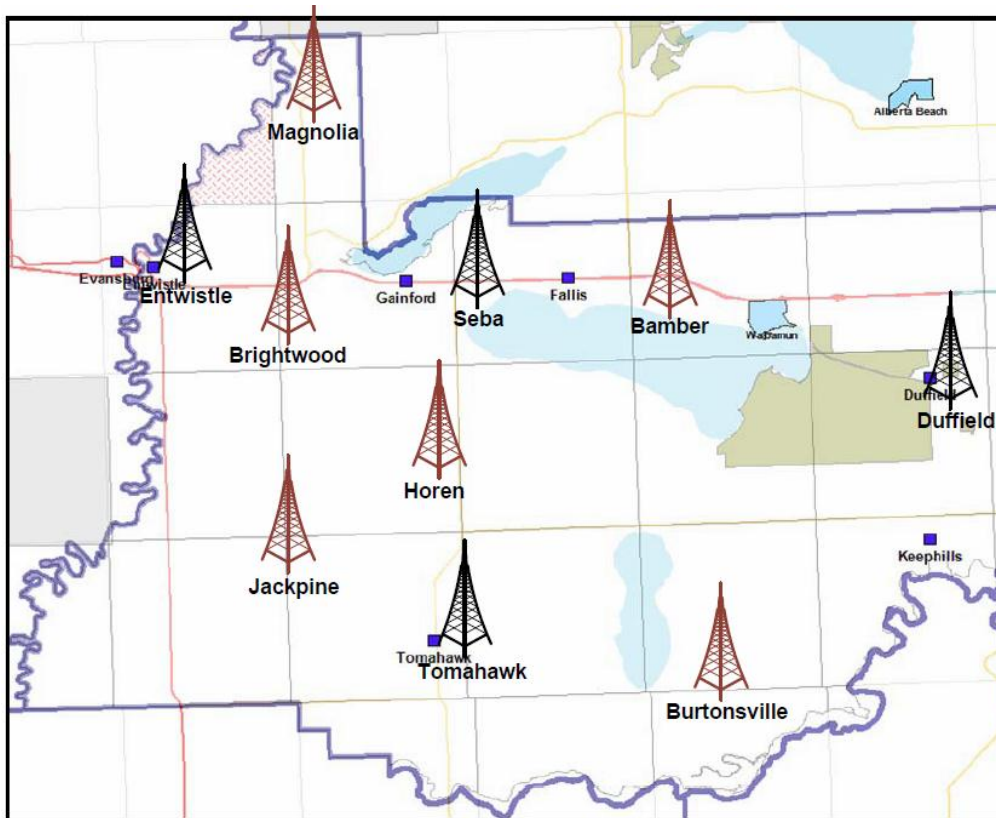 Magnolia
Alberta Beach
Evansburg
Entwistle
Entwistle
Gainford
Seba
Fallis
Bamber
Wabamun
Brightwood
Duffield
Duffield
Horen
Jackpine
Keephills
Tomahawk
Tomahawk
Burtonsville